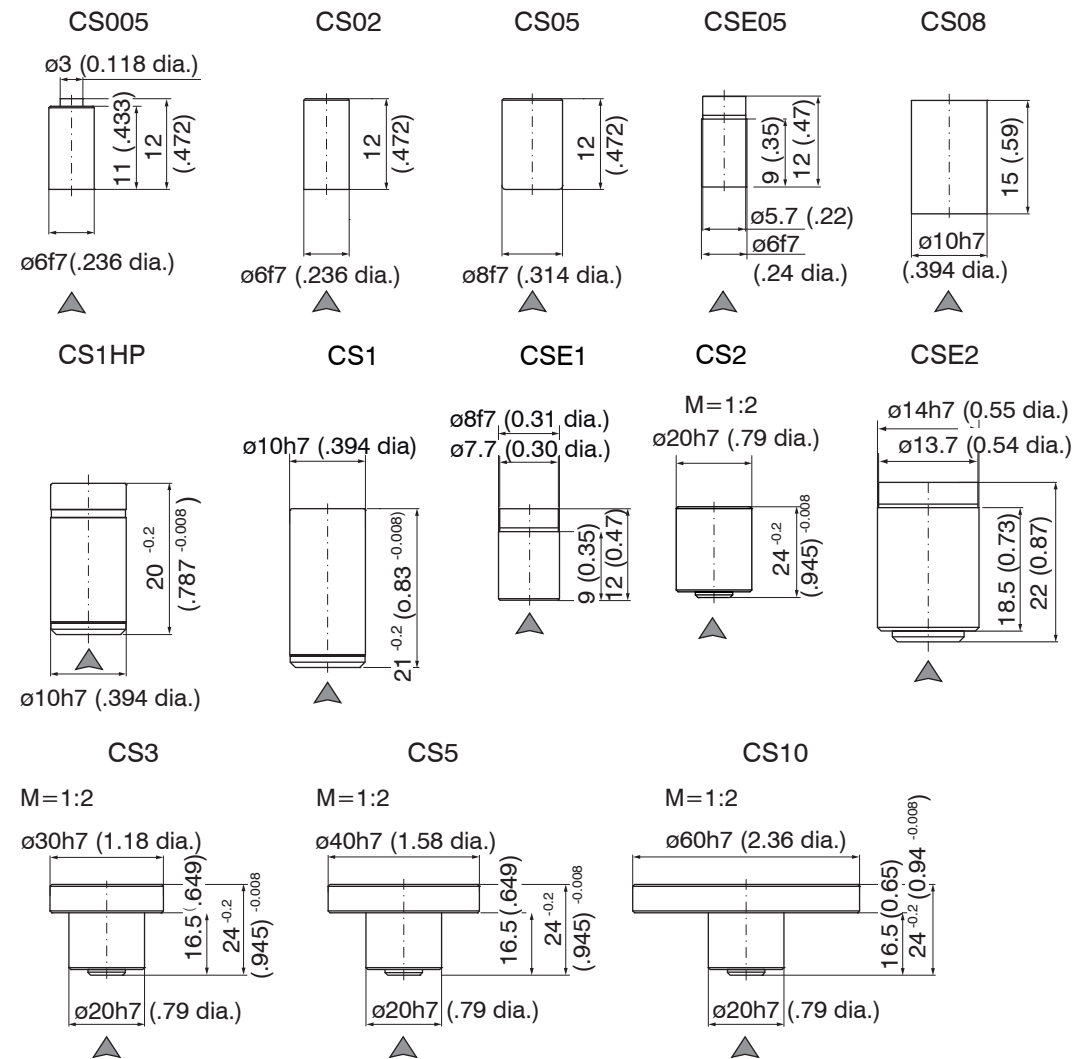 CS005
CS02
CS05
CSE05
CS08
ø3 (0.118 dia.)
11 (.433)
12
(.472)
ø6f7(.236 dia.)
12
(.472)
ø6f7 (.236 dia.)
12
(.472)
ø8f7 (.314 dia.)
9 (.35)
12 (.47)
ø5.7 (.22)
ø6f7
(.24 dia.)
15 (.59)
ø10h7
(.394 dia.)
CS1HP
CS1
CSE1
CS2
CSE2
20 -0.2
(.787 -0.008 )
ø10h7 (.394 dia.)
ø10h7 (.394 dia)
21 -0.2 (o.83 -0.008)
ø8f7 (0.31 dia.)
ø7.7 (0.30 dia.)
9 (0.35)
12 (0.47)
M=1:2
ø20h7 (.79 dia.)
24 -0.2
(.945) -0.008
ø14h7 (0.55 dia.)
ø13.7 (0.54 dia.)
18.5 (0.73)
22 (0.87)
CS3
CS5
CS10
M=1:2
ø30h7 (1.18 dia.)
16.5 (.649)
24 -0.2
(.945) -0.008
ø20h7 (.79 dia.)
M=1:2
ø40h7 (1.58 dia.)
16.5 (.649)
24 -0.2
(.945) -0.008
ø20h7 (.79 dia.)
M=1:2
ø60h7 (2.36 dia.)
16.5 (0.65)
24 -0.2 (0.94 -0.008)
ø20h7 (.79 dia.)